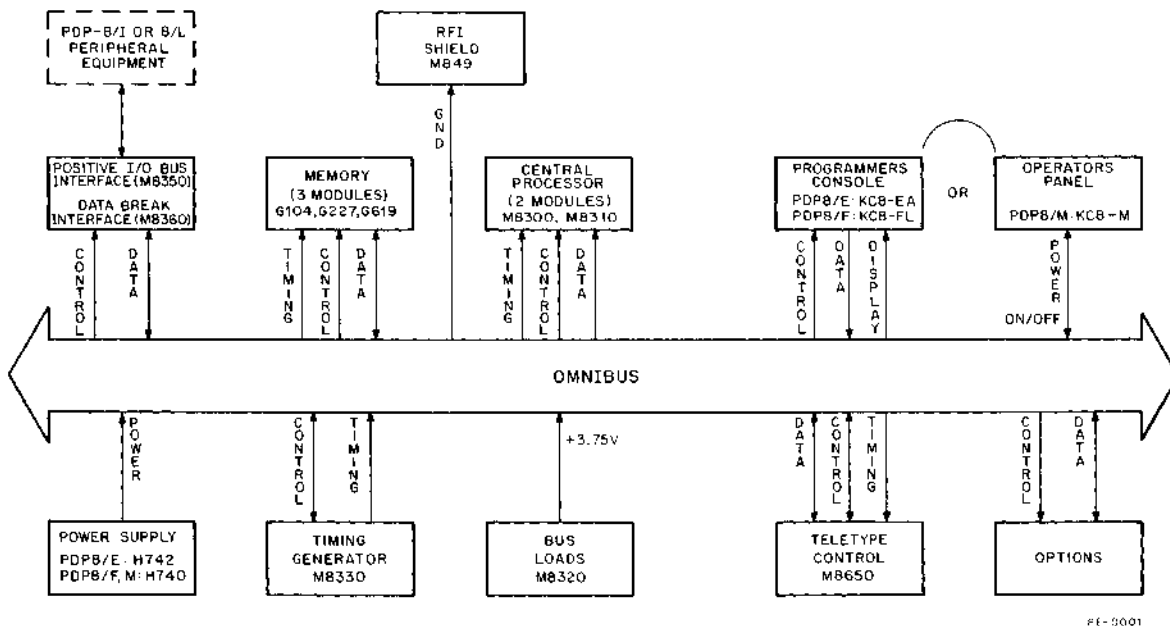 PDP-8/I OR 8/L
PERIPHERAL
EQUIPMENT
RFI
SHIELD
M849
GND
POSITIVE I/O BUS
INTERFACE (M8350)
DATA BREAK
INTERFACE (M8360)
MEMORY
(3 MODULES)
G104, G227, G619
CENTRAL
PROCESSOR
(2 MODULES)
M8300, M8310
PROGRAMMERS
CONSOLE
PDP8/E: KC8-EA
PDP8/F: KC8-FL
OR
OPERATORS
PANEL
PDP8/M: KC8-M
CONTROL
DATA
TIMING
CONTROL
DATA
TIMING
CONTROL
DATA
CONTROL
DATA
DISPLAY
POWER
ON/OFF
OMNIBUS
POWER
CONTROL
TIMING
+3.75V
DATA
CONTROL
TIMING
CONTROL
DATA
POWER SUPPLY
PDP8/E: H742
PDP8/F, M: H740
TIMING
GENERATOR
M8330
BUS
LOADS
M8320
TELETYPE
CONTROL
M8650
OPTIONS
8E-0001